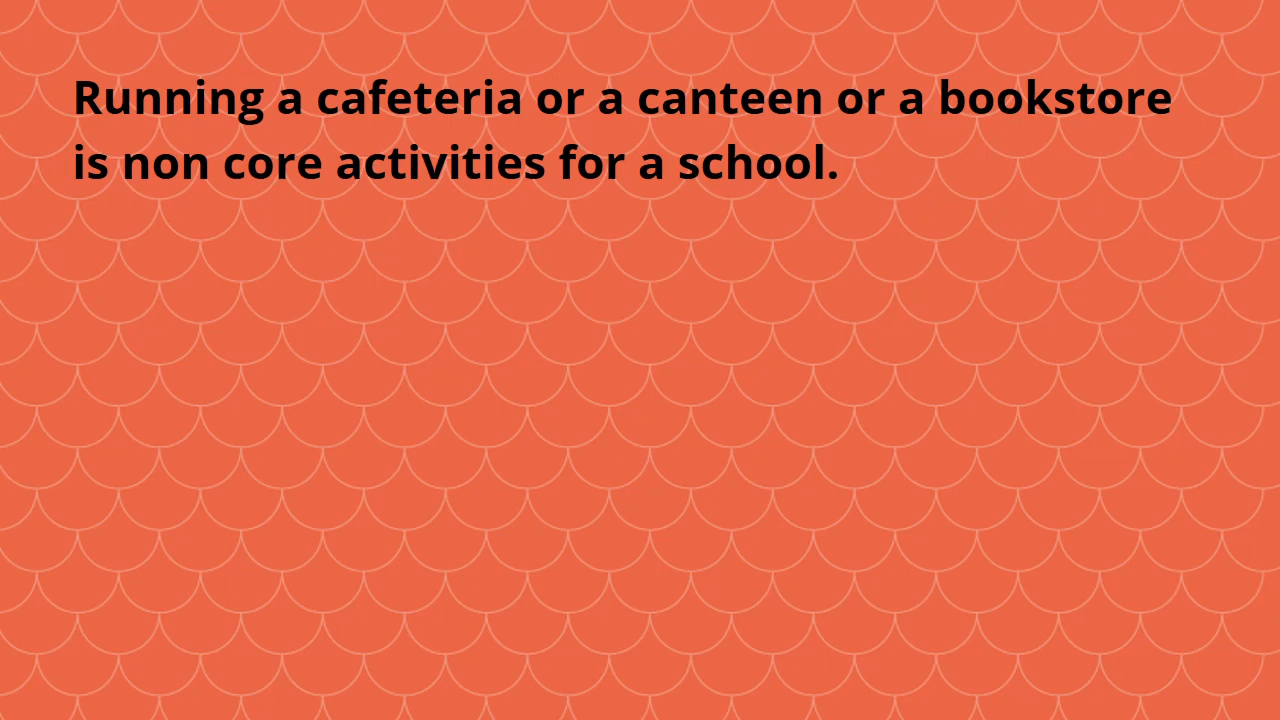 Running a cafeteria or a canteen or a bookstore
is non core activities for a school.